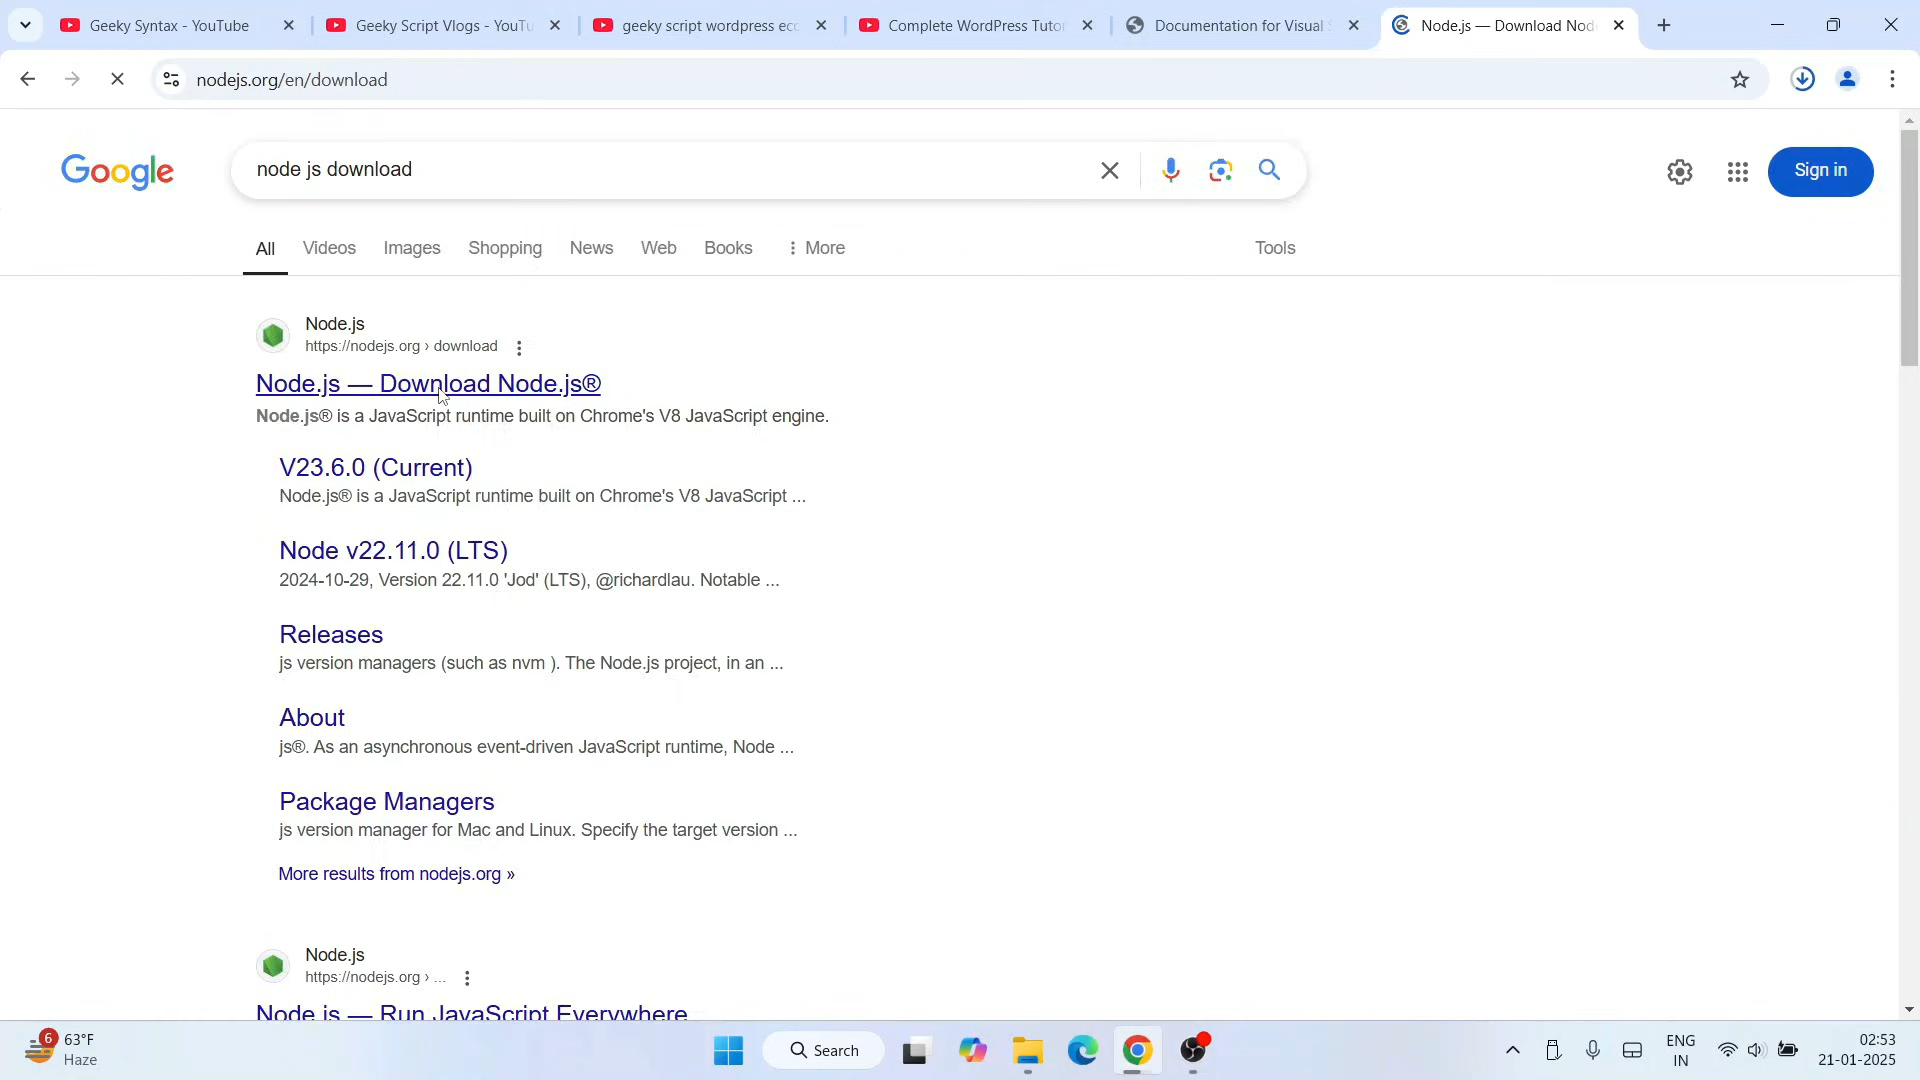 Geeky Syntax - YouTube
Geeky Script Vlogs - YouTu
geeky script wordpress ecc
Complete WordPress Tutor
Documentation for Visual S
Node.js — Download Nod
nodejs.org/en/download
Google
node js download
Sign in
All
Videos
Images
Shopping
News
Web
Books
More
Tools
Node.js
https://nodejs.org › download
Node.js — Download Node.js®
Node.js® is a JavaScript runtime built on Chrome's V8 JavaScript engine.
V23.6.0 (Current)
Node.js® is a JavaScript runtime built on Chrome's V8 JavaScript ...
Node v22.11.0 (LTS)
2024-10-29, Version 22.11.0 'Jod' (LTS), @richardlau. Notable ...
Releases
js version managers (such as nvm ). The Node.js project, in an ...
About
js®. As an asynchronous event-driven JavaScript runtime, Node ...
Package Managers
js version manager for Mac and Linux. Specify the target version ...
More results from nodejs.org »
Node.js
https://nodejs.org › ...
Node.js — Run JavaScript Everywhere
6
63°F
Haze
Search
ENG
IN
02:53
21-01-2025